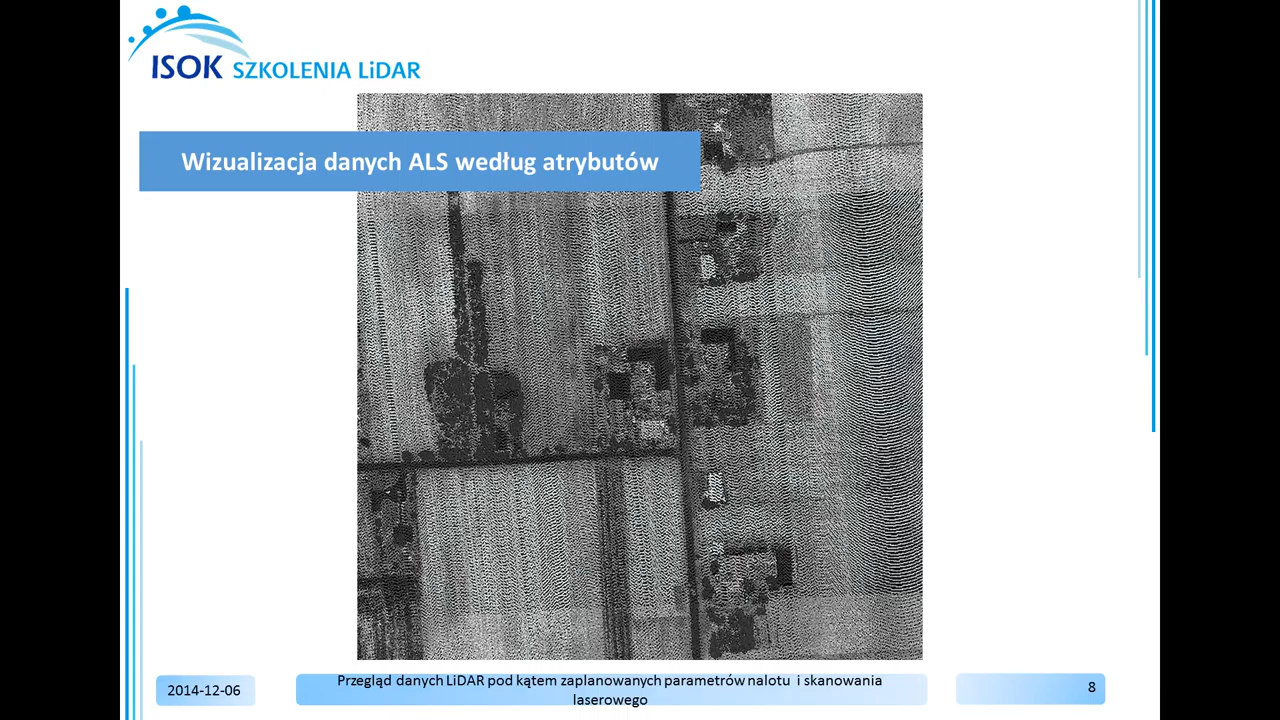 ISOK SZKOLENIA LiDAR
Wizualizacja danych ALS według atrybutów
2014-12-06
Przegląd danych LiDAR pod kątem zaplanowanych parametrów nalotu i skanowania
laserowego
8